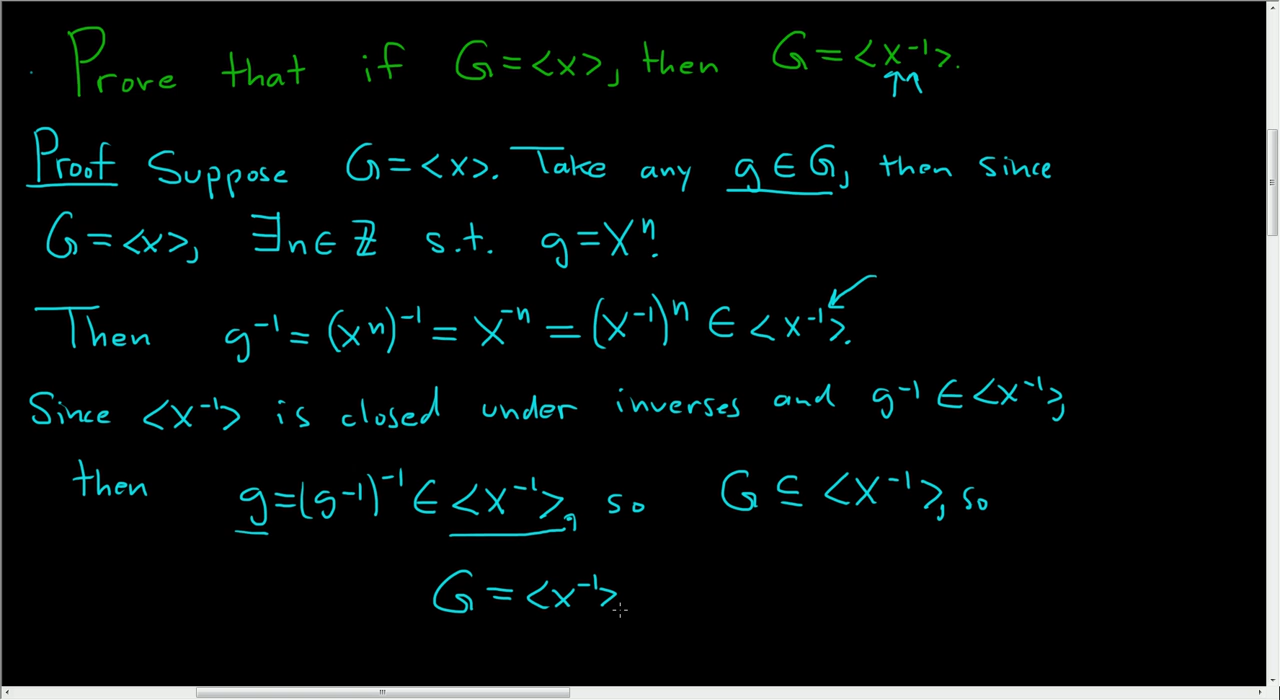 Prove that if G=<x>, then G=<x⁻¹>.
Proof Suppose G=<x>. Take any g∈G, then since
G=<x>, ∃n∈ℤ s.t. g=xⁿ.
Then g⁻¹=(xⁿ)⁻¹=x⁻ⁿ=(x⁻¹)ⁿ∈<x⁻¹>.
Since <x⁻¹> is closed under inverses and g⁻¹∈<x⁻¹>,
then g=(g⁻¹)⁻¹∈<x⁻¹>, so G⊆<x⁻¹>, so
G=<x⁻¹>